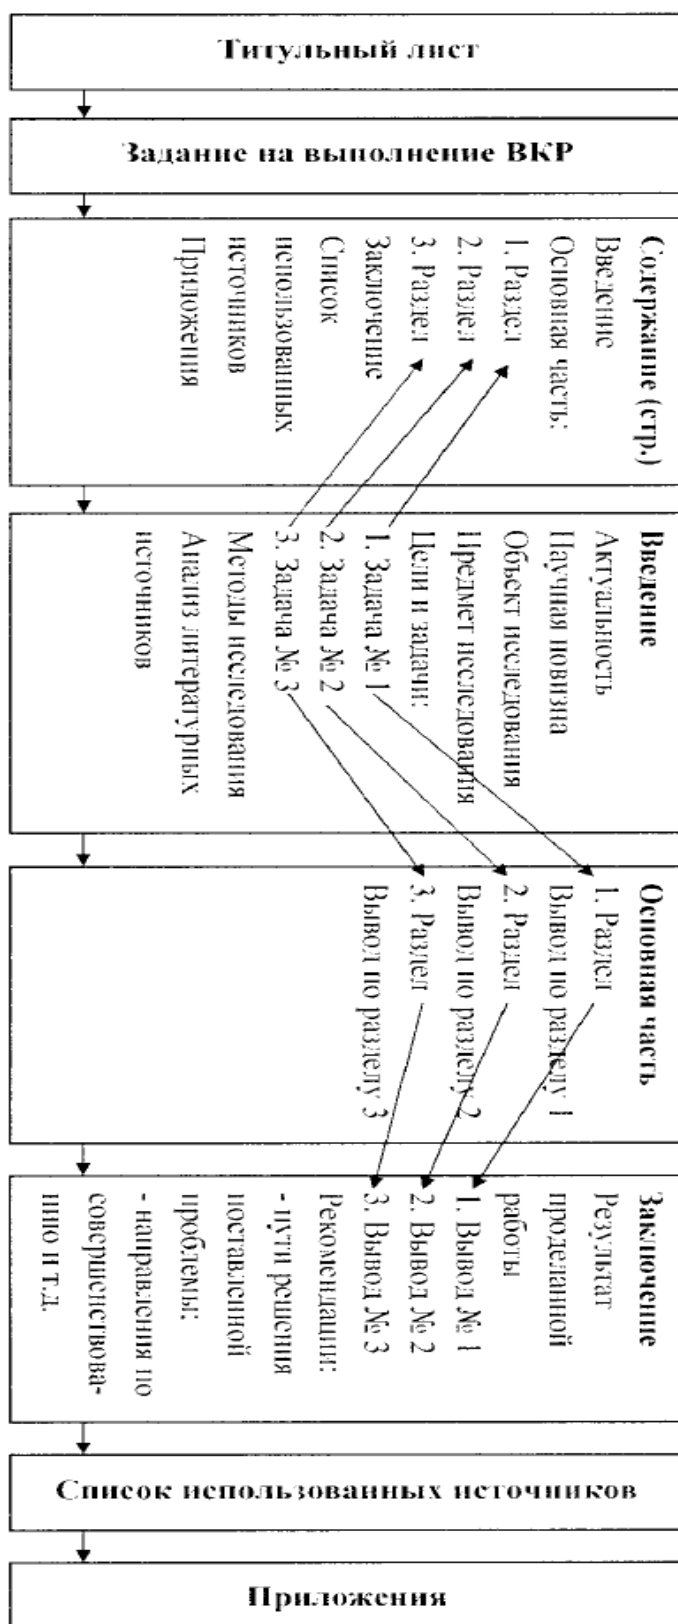 Титульный лист
Задание на выполнение ВКР
Содержание (стр.)
Введение
Основная часть:
1. Раздел
2. Раздел
3. Раздел
Заключение
Список
использованных
источников
Приложения
Введение
Актуальность
Научная новизна
Объект исследования
Предмет исследования
Цели и задачи:
1. Задача № 1
2. Задача № 2
3. Задача № 3
Методы исследования
Анализ литературных
источников
Основная часть
1. Раздел
Вывод по разделу 1
2. Раздел
Вывод по разделу 2
3. Раздел
Вывод по разделу 3
Заключение
Результат
проделанной
работы
1. Вывод № 1
2. Вывод № 2
3. Вывод № 3
Рекомендации:
- пути решения
поставленной
проблемы;
- направления по
совершенствова-
нию и т.д.
Список использованных источников
Приложения